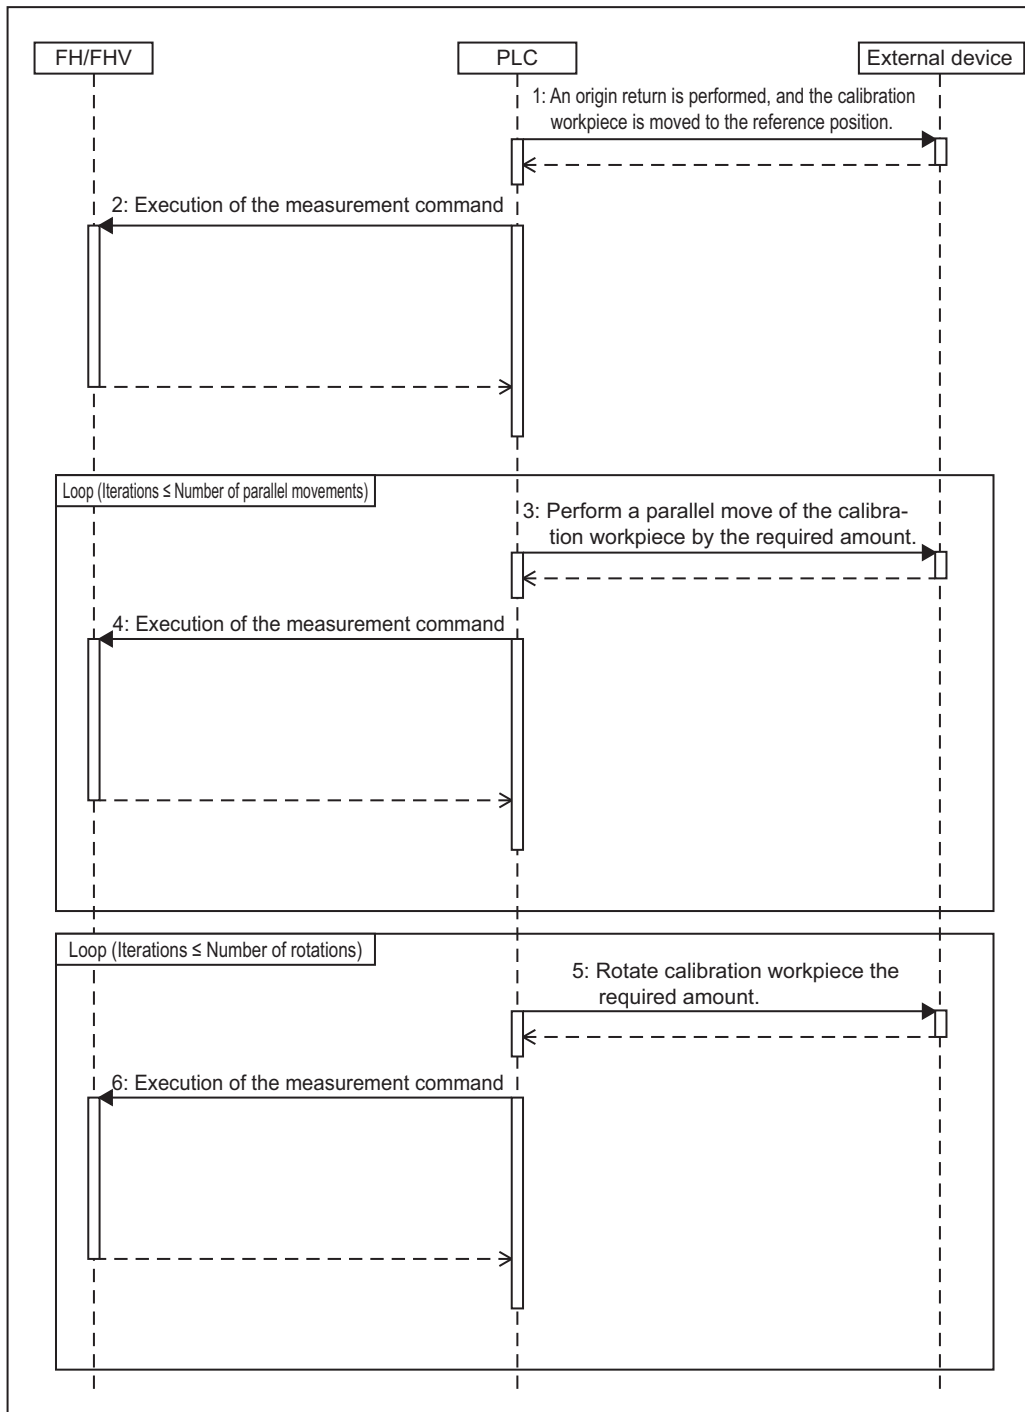 FH/FHV
PLC
External device
1: An origin return is performed, and the calibration
workpiece is moved to the reference position.
2: Execution of the measurement command
Loop (Iterations ≤ Number of parallel movements)
3: Perform a parallel move of the calibra-
tion workpiece by the required amount.
4: Execution of the measurement command
Loop (Iterations ≤ Number of rotations)
5: Rotate calibration workpiece the
required amount.
6: Execution of the measurement command